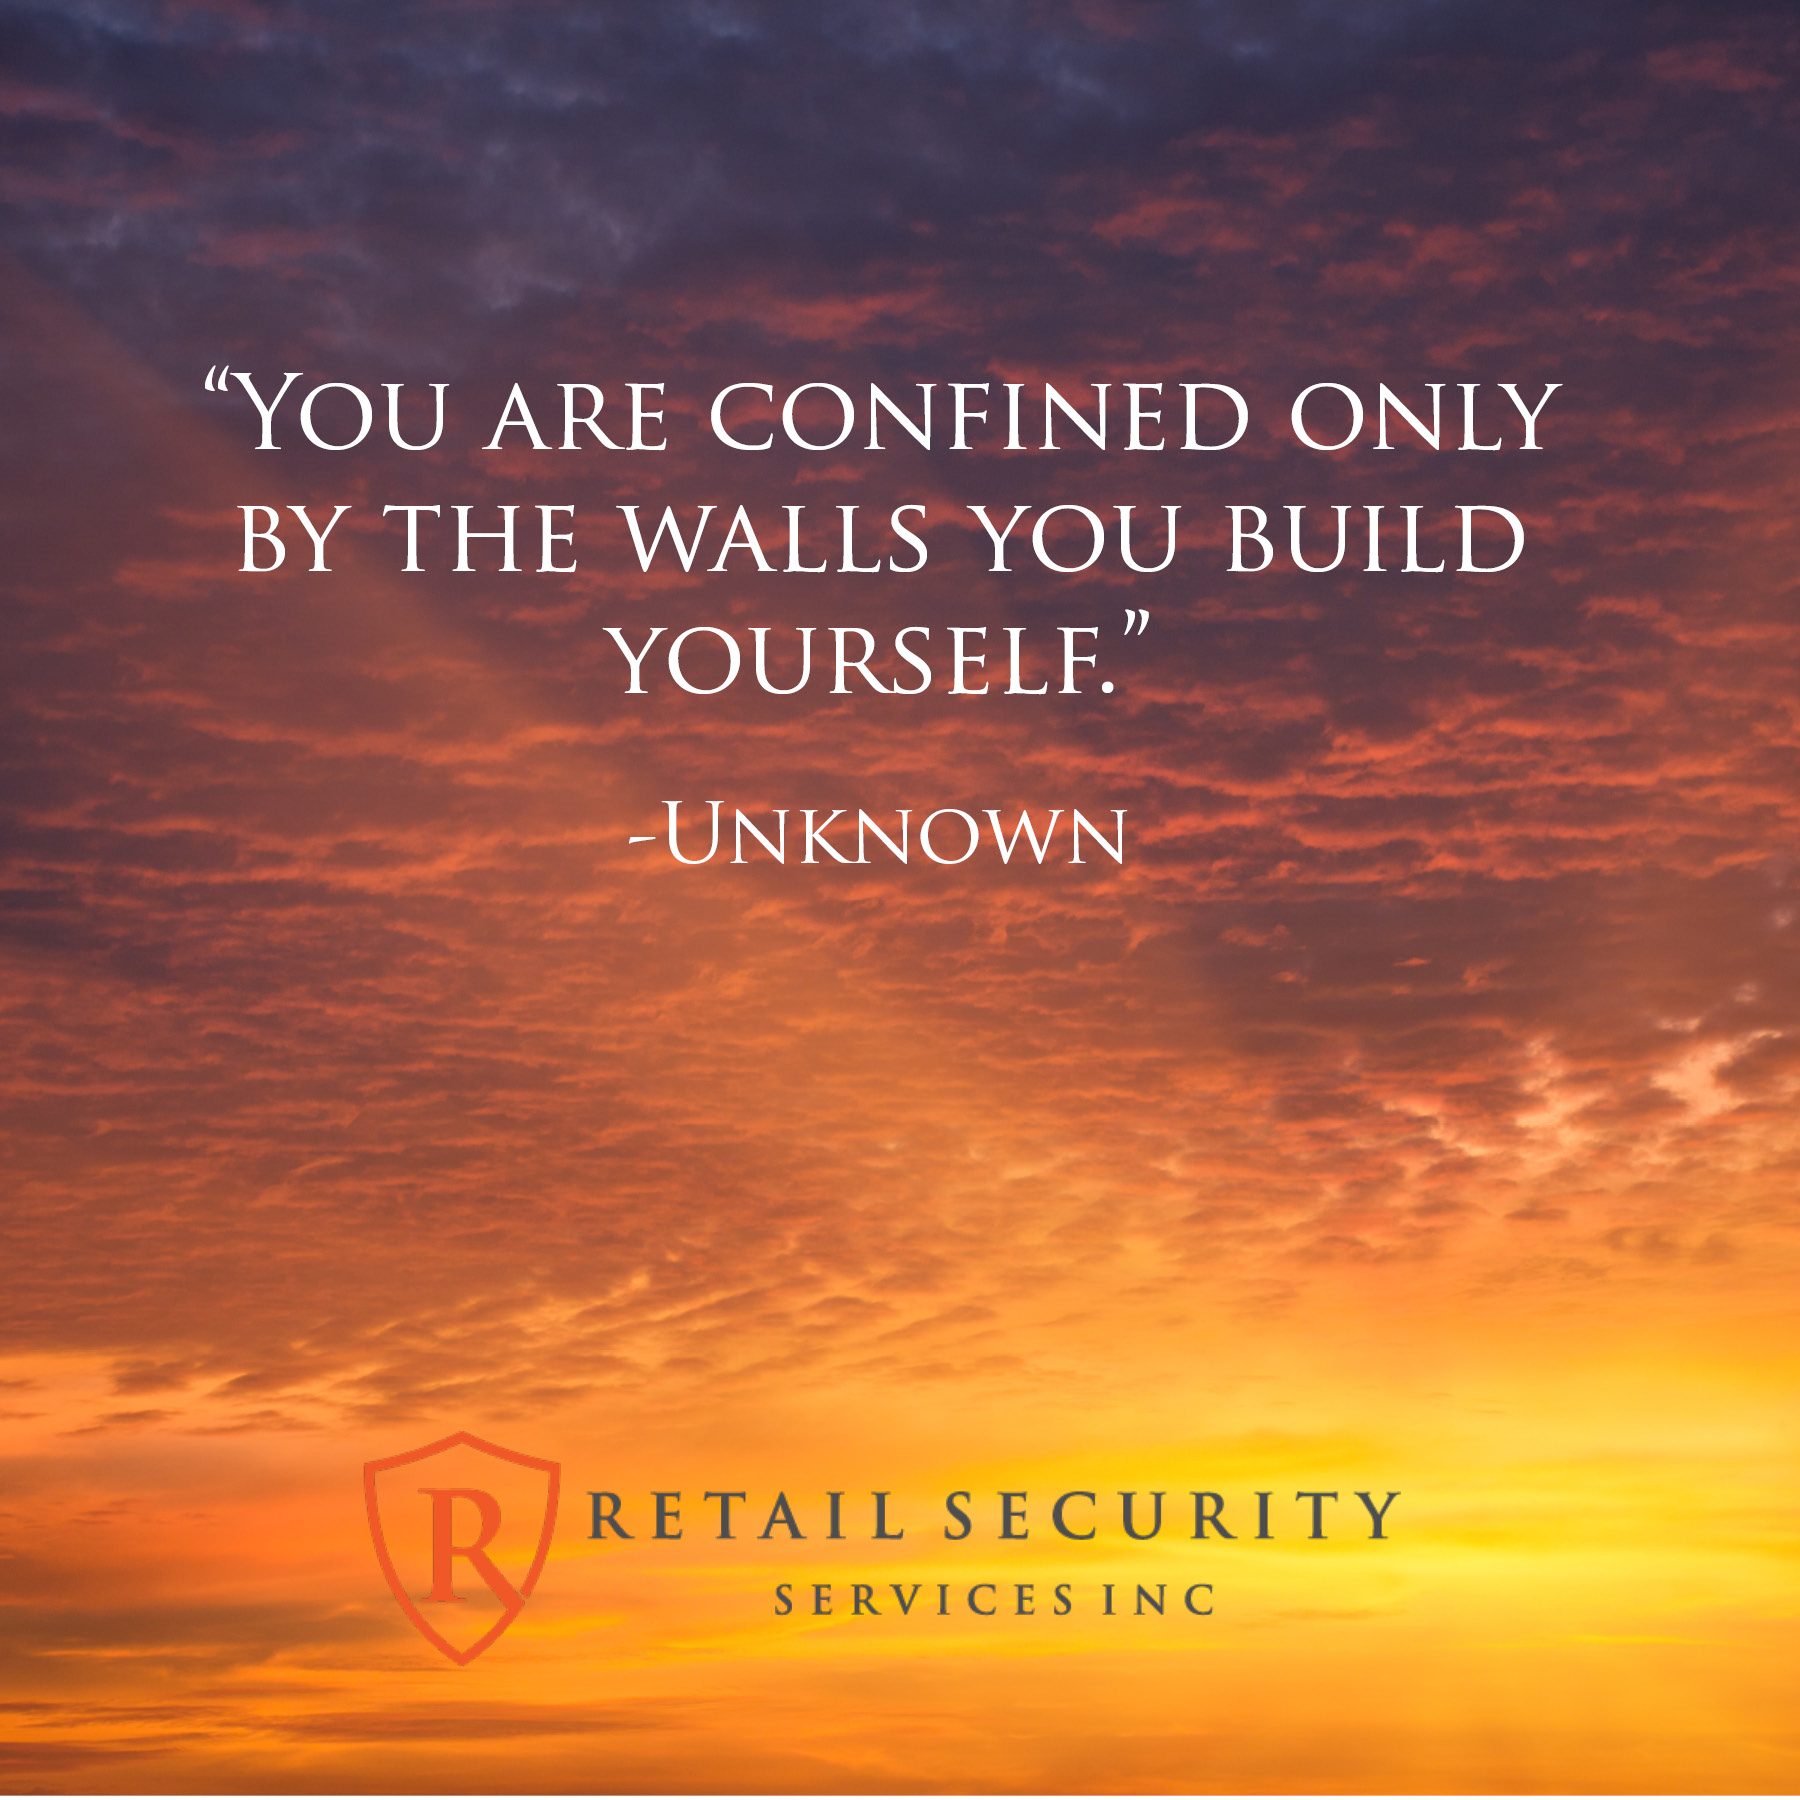 “You are confined only
by the walls you build
yourself.”
-Unknown
R
RETAIL SECURITY
SERVICES INC